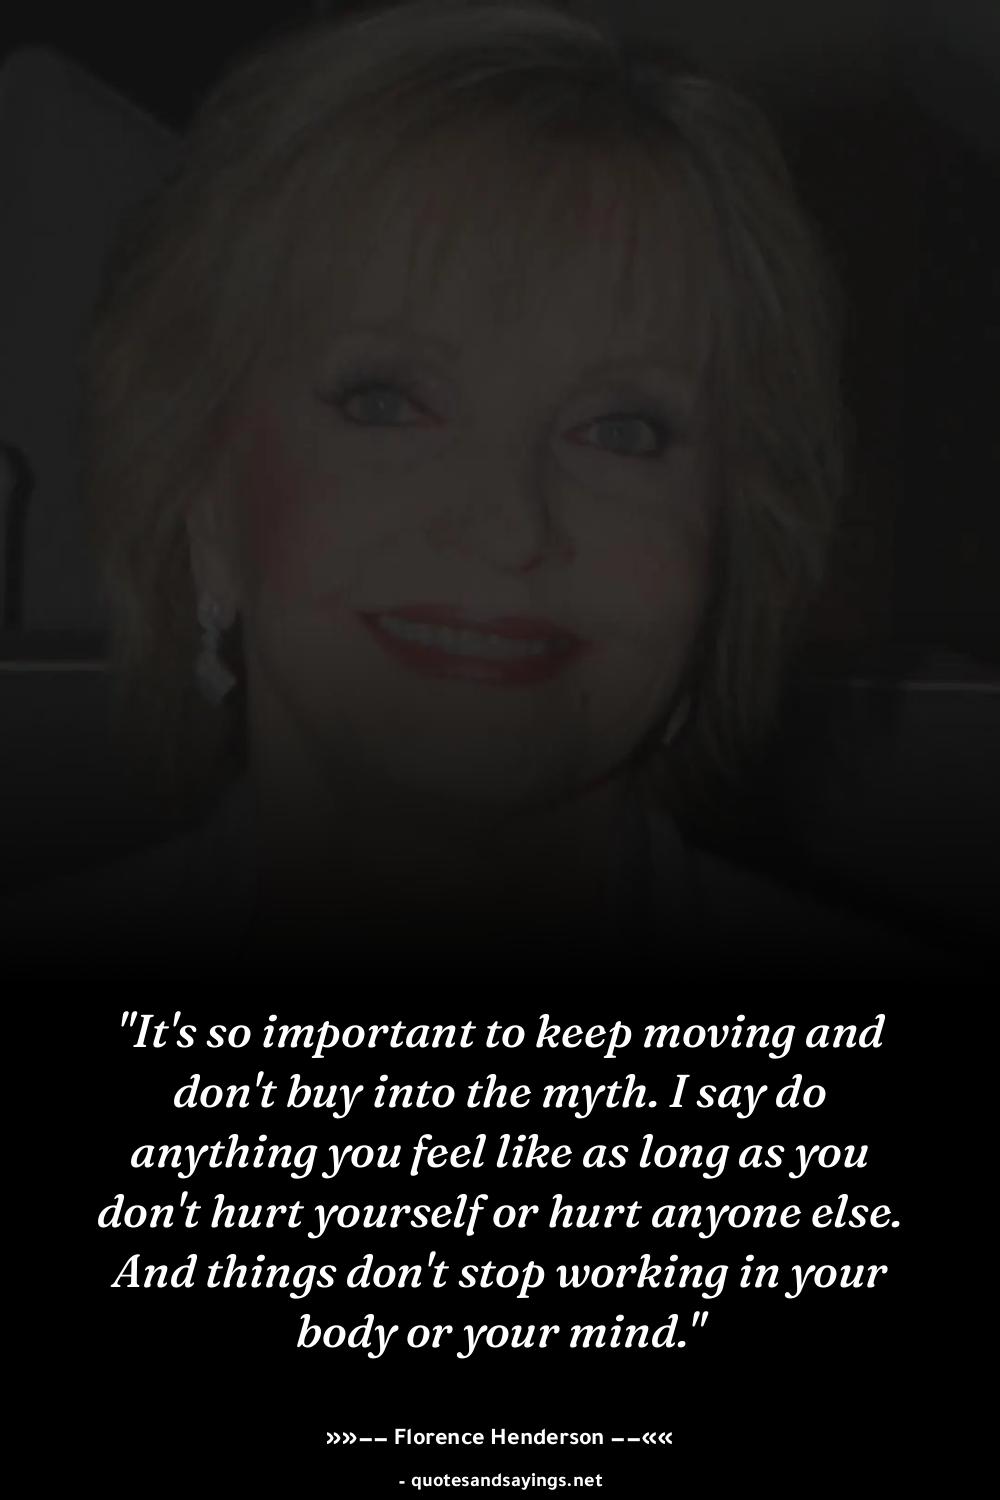 "It's so important to keep moving and
don't buy into the myth. I say do
anything you feel like as long as you
don't hurt yourself or hurt anyone else.
And things don't stop working in your
body or your mind."
»»−− Florence Henderson −−««
- quotesandsayings.net